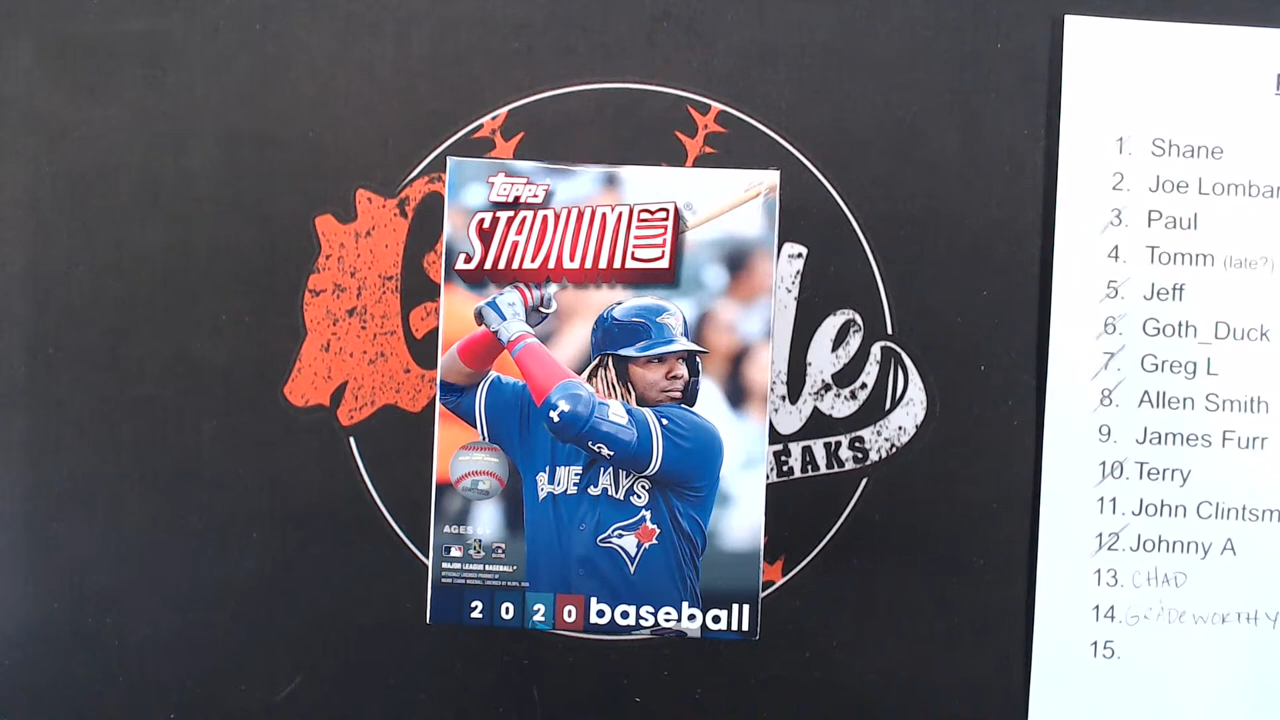 Topps
STADIUM CLUB®
BLUE JAYS
AGES 6+
MAJOR LEAGUE BASEBALL®
2020 baseball
le
EAKS
1. Shane
2. Joe Lombar
3. Paul
4. Tomm (late?)
5. Jeff
6. Goth_Duck
7. Greg L
8. Allen Smith
9. James Furr
10. Terry
11. John Clintsm
12. Johnny A
13. CHAD
14. GRADEWORTHY
15.